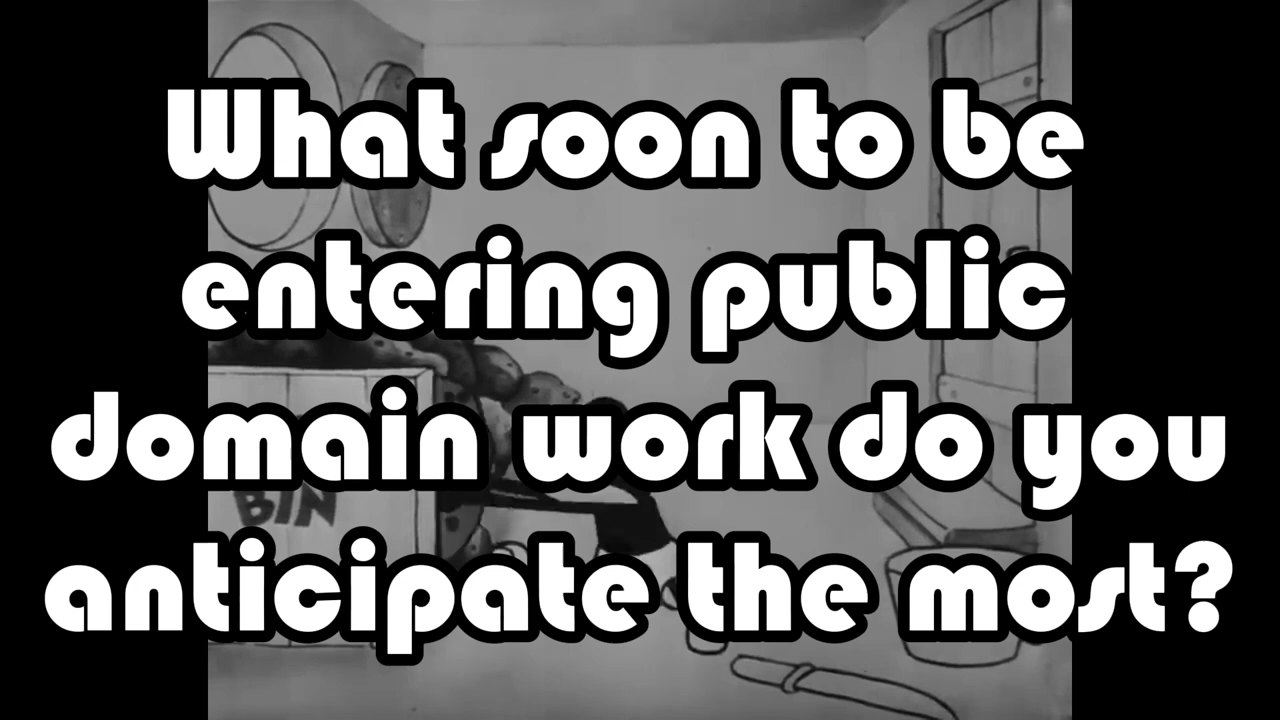 What soon to be
entering public
domain work do you
BIN
anticipate the most?